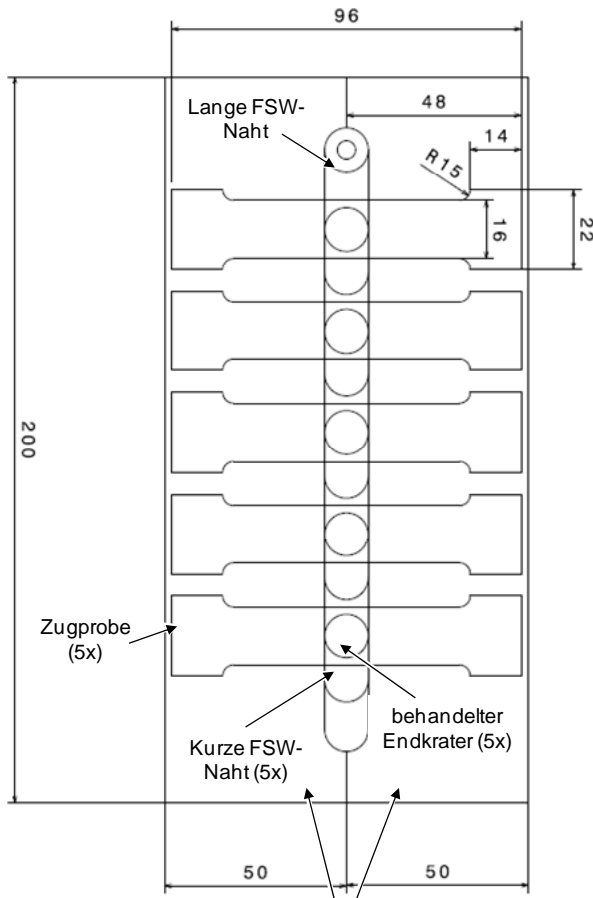 96
48
Lange FSW-
Naht
14
R15
16
22
200
Zugprobe
(5x)
behandelter
Endkrater (5x)
Kurze FSW-
Naht (5x)
50
50